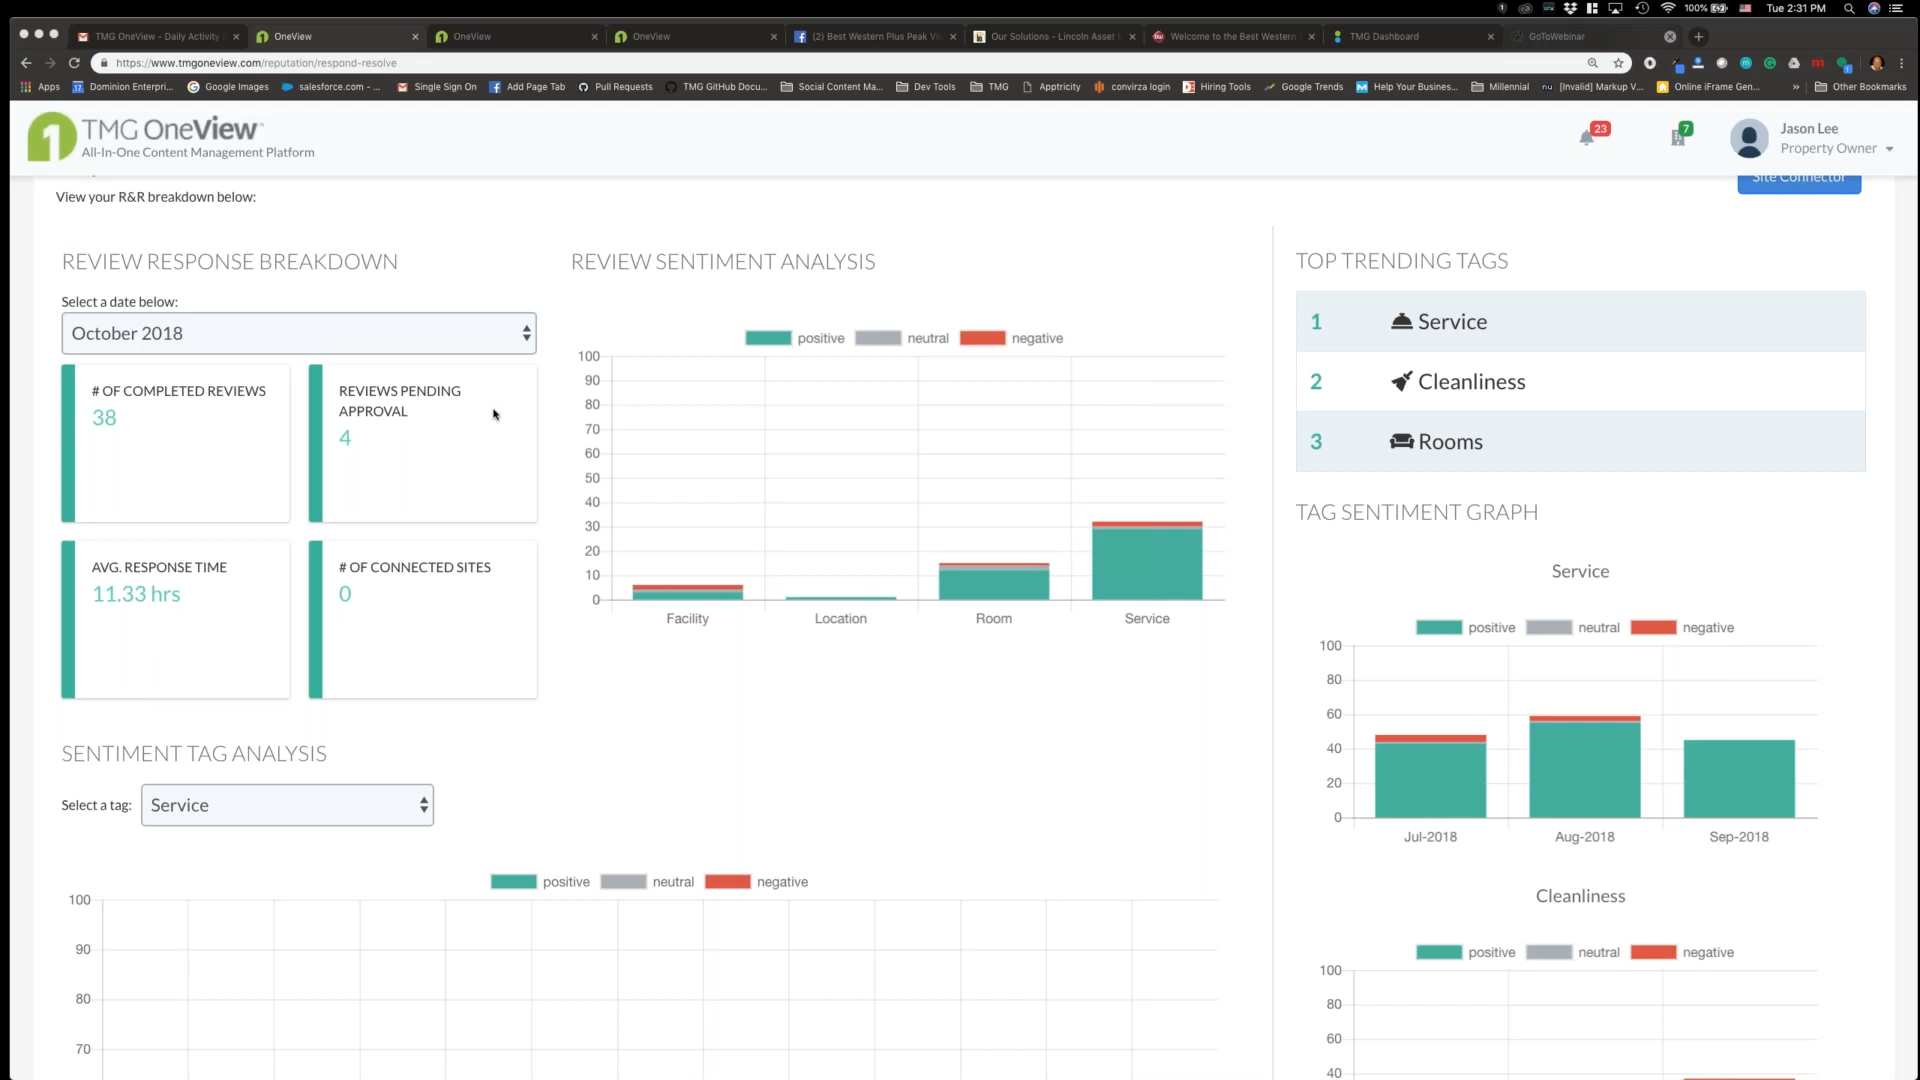 100%
Tue 2:31 PM
TMG OneView - Daily Activity
OneView
OneView
OneView
(2) Best Western Plus Peak Vi
Our Solutions - Lincoln Asset
Welcome to the Best Western
TMG Dashboard
GoToWebinar
https://www.tmgoneview.com/reputation/respond-resolve
Apps
Dominion Enterpri...
Google Images
salesforce.com - ...
Single Sign On
Add Page Tab
Pull Requests
TMG GitHub Docu...
Social Content Ma...
Dev Tools
TMG
Apptricity
convirza login
Hiring Tools
Google Trends
Help Your Busines...
Millennial
[Invalid] Markup V...
Online iFrame Gen...
»
Other Bookmarks
1 TMG OneView™
All-In-One Content Management Platform
23
7
Jason Lee
Property Owner
Site Connector
View your R&R breakdown below:
REVIEW RESPONSE BREAKDOWN
Select a date below:
October 2018
# OF COMPLETED REVIEWS
38
REVIEWS PENDING
APPROVAL
4
AVG. RESPONSE TIME
11.33 hrs
# OF CONNECTED SITES
0
REVIEW SENTIMENT ANALYSIS
positive neutral negative
100
90
80
70
60
50
40
30
20
10
0
Facility Location Room Service
TOP TRENDING TAGS
1 Service
2 Cleanliness
3 Rooms
TAG SENTIMENT GRAPH
Service
positive neutral negative
100
80
60
40
20
0
Jul-2018 Aug-2018 Sep-2018
Cleanliness
positive neutral negative
100
80
60
40
SENTIMENT TAG ANALYSIS
Select a tag: Service
positive neutral negative
100
90
80
70